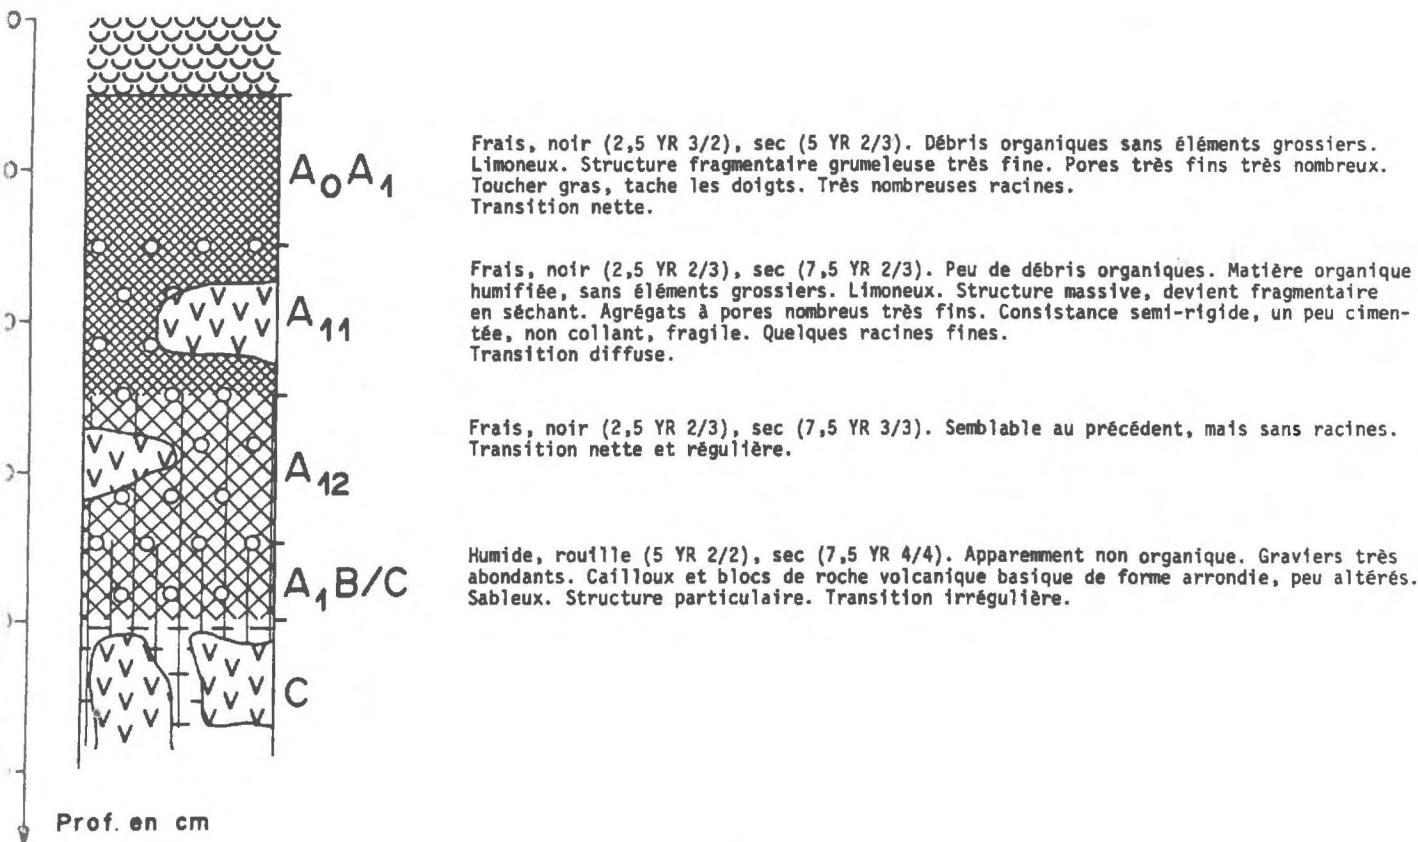 0
A₀A₁
Frais, noir (2,5 YR 3/2), sec (5 YR 2/3). Débris organiques sans éléments grossiers.
Limoneux. Structure fragmentaire grumeleuse très fine. Pores très fins très nombreux.
Toucher gras, tache les doigts. Très nombreuses racines.
Transition nette.
A₁₁
Frais, noir (2,5 YR 2/3), sec (7,5 YR 2/3). Peu de débris organiques. Matière organique
humifiée, sans éléments grossiers. Limoneux. Structure massive, devient fragmentaire
en séchant. Agrégats à pores nombreus très fins. Consistance semi-rigide, un peu cimen-
tée, non collant, fragile. Quelques racines fines.
Transition diffuse.
A₁₂
Frais, noir (2,5 YR 2/3), sec (7,5 YR 3/3). Semblable au précédent, mais sans racines.
Transition nette et régulière.
A₁B/C
Humide, rouille (5 YR 2/2), sec (7,5 YR 4/4). Apparemment non organique. Graviers très
abondants. Cailloux et blocs de roche volcanique basique de forme arrondie, peu altérés.
Sableux. Structure particulaire. Transition irrégulière.
C
Prof. en cm